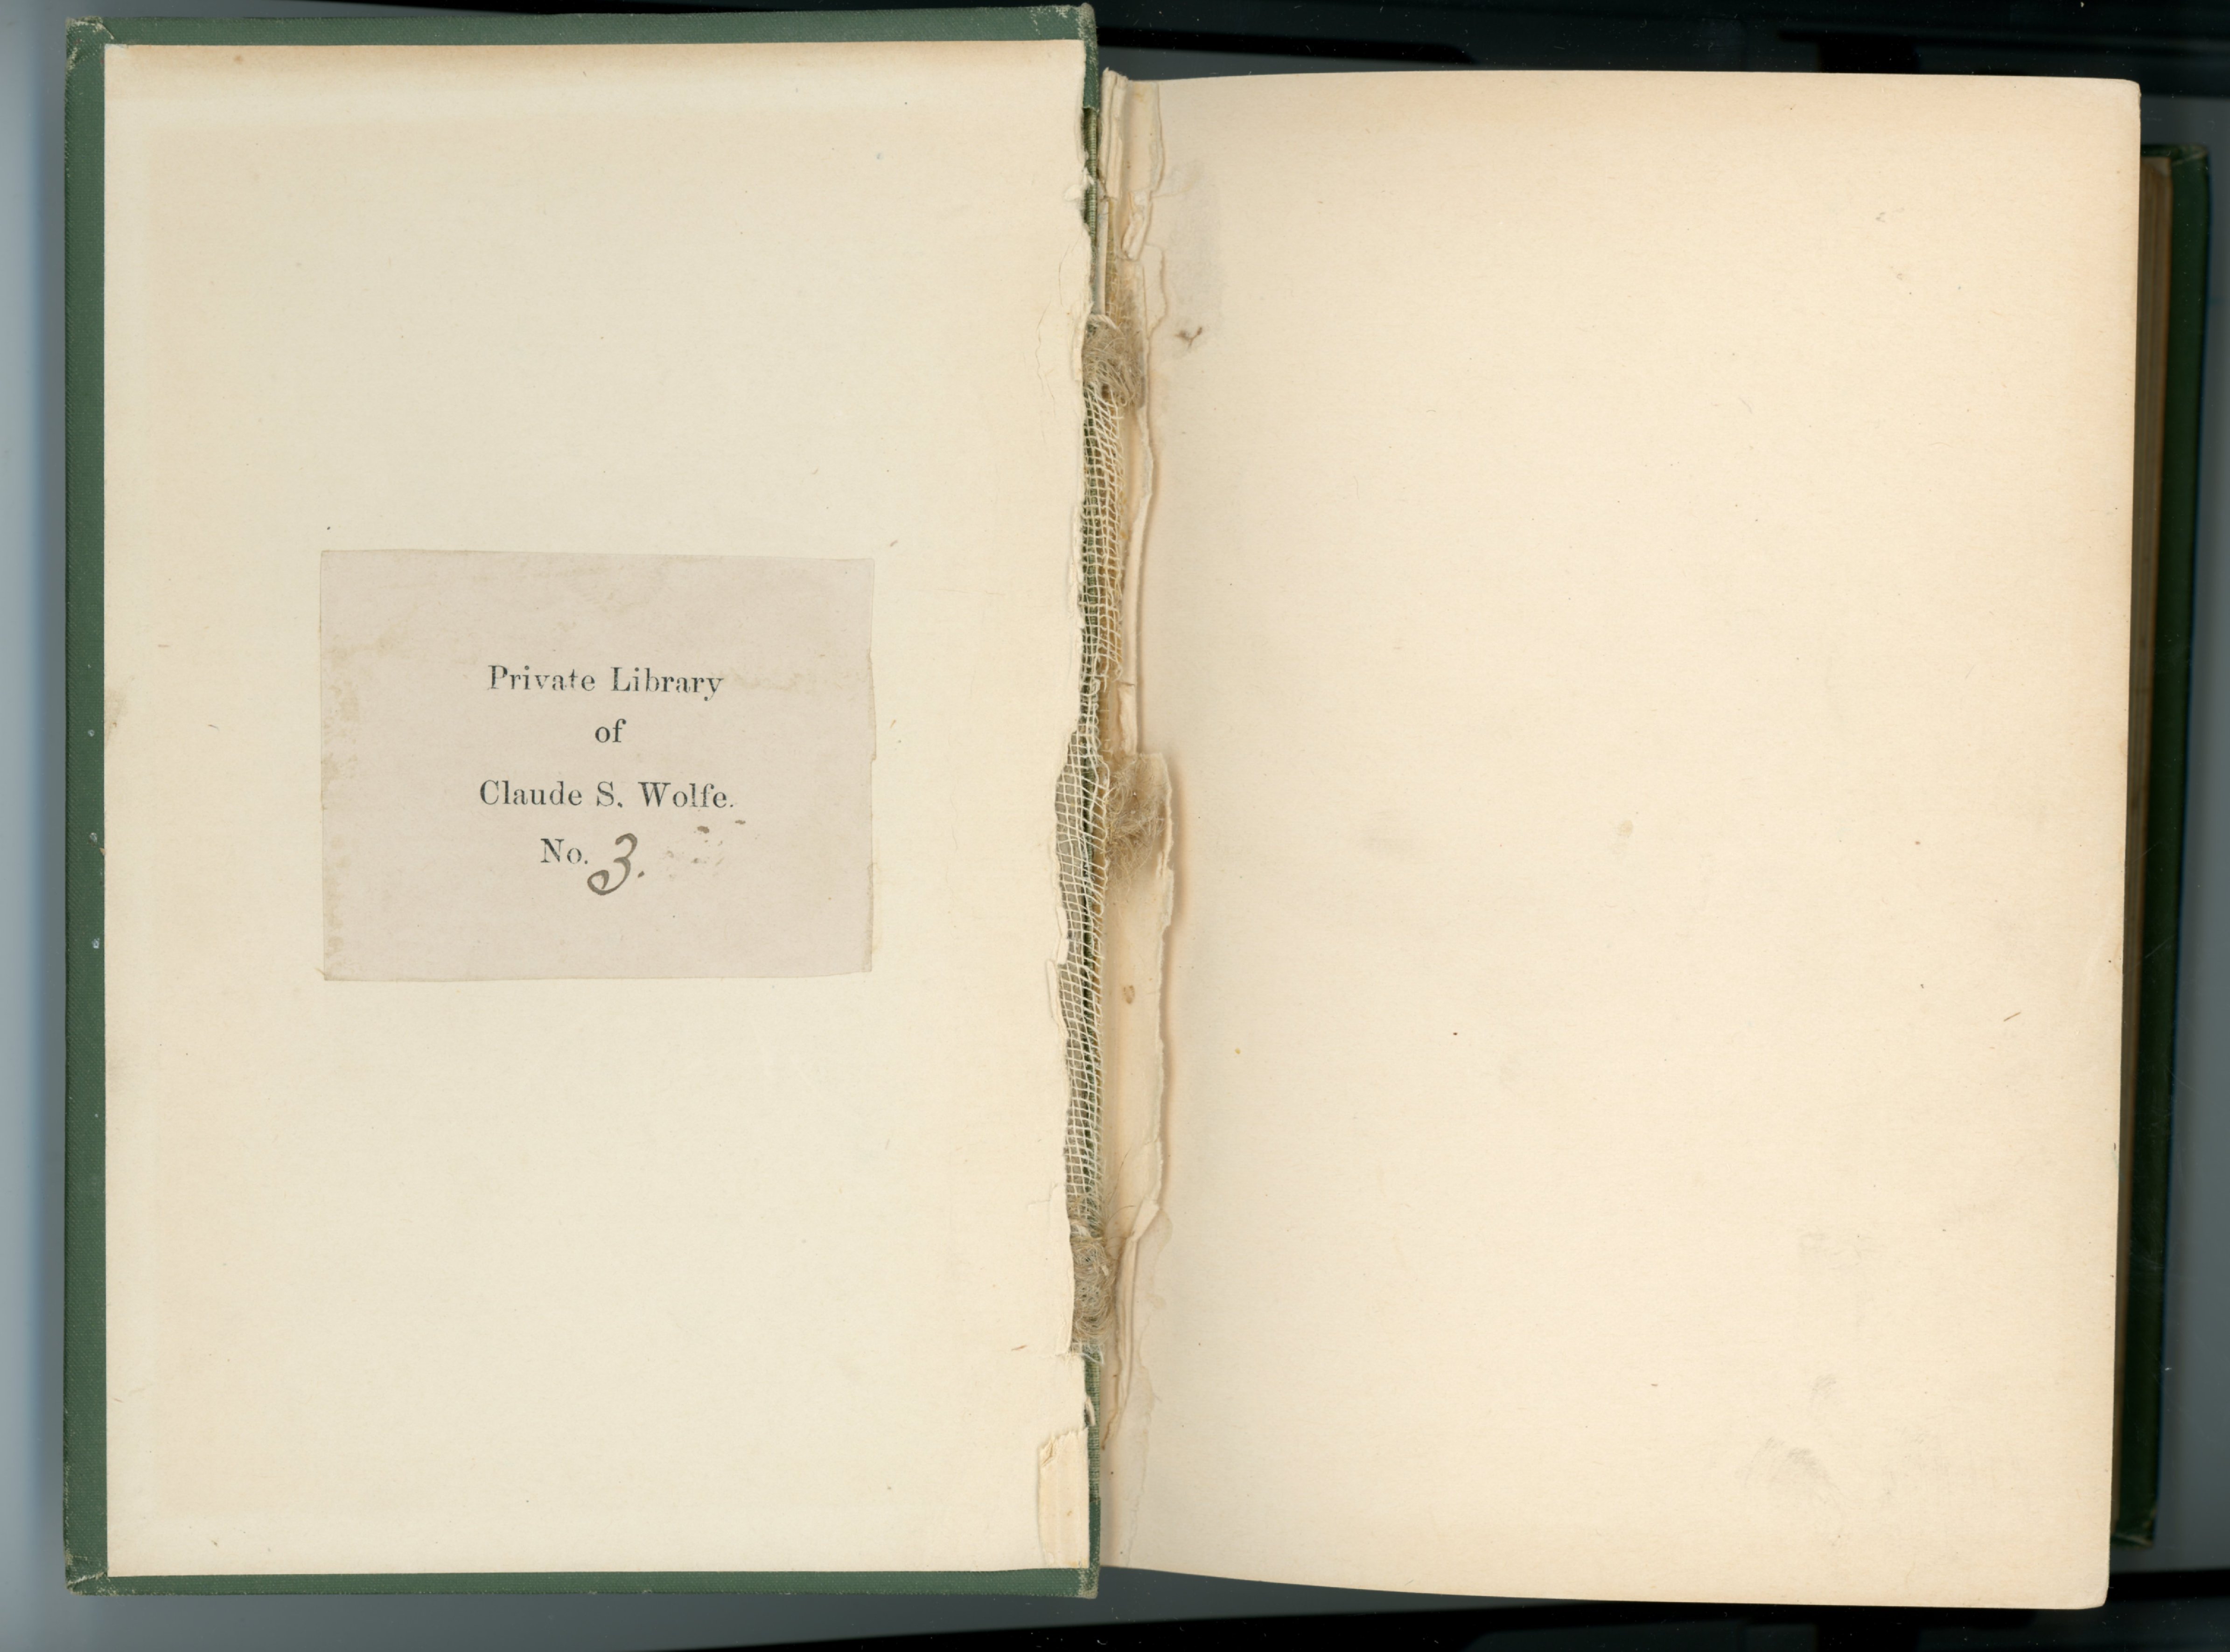 Private Library
of
Claude S. Wolfe.
No. 3.